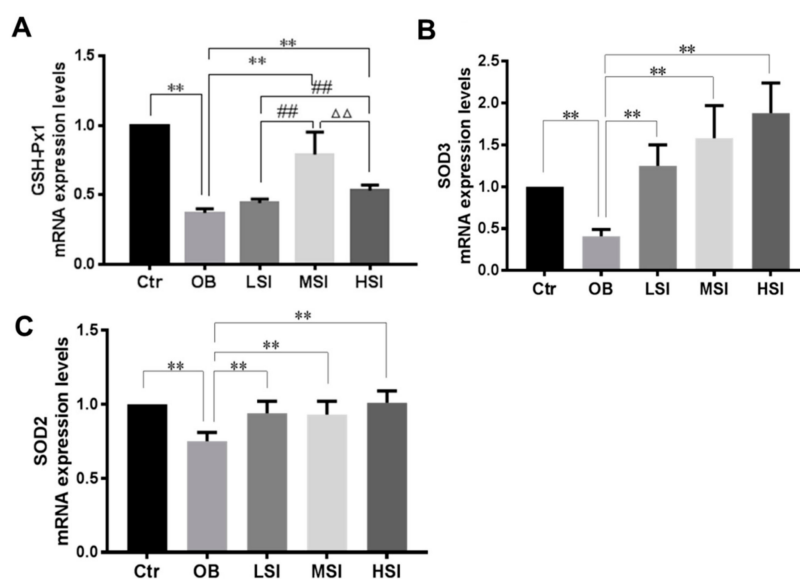 A
GSH-Px1
mRNA expression levels
1.5
1.0
0.5
0.0
**
**
**
##
##
ΔΔ
Ctr OB LSI MSI HSI
B
SOD3
mRNA expression levels
2.5
2.0
1.5
1.0
0.5
0.0
**
**
**
**
Ctr OB LSI MSI HSI
C
SOD2
mRNA expression levels
1.5
1.0
0.5
0.0
**
**
**
**
Ctr OB LSI MSI HSI